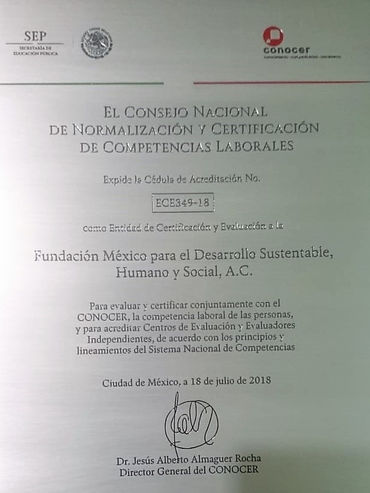 SEP
SECRETARÍA DE
EDUCACIÓN PÚBLICA
conocer
EL CONSEJO NACIONAL
DE NORMALIZACIÓN Y CERTIFICACIÓN
DE COMPETENCIAS LABORALES
Expide la Cédula de Acreditación No.
ECE349-18
como Entidad de Certificación y Evaluación a la
Fundación México para el Desarrollo Sustentable,
Humano y Social, A.C.
Para evaluar y certificar conjuntamente con el
CONOCER, la competencia laboral de las personas,
y para acreditar Centros de Evaluación y Evaluadores
Independientes, de acuerdo con los principios y
lineamientos del Sistema Nacional de Competencias
Ciudad de México, a 18 de julio de 2018
Dr. Jesús Alberto Almaguer Rocha
Director General del CONOCER